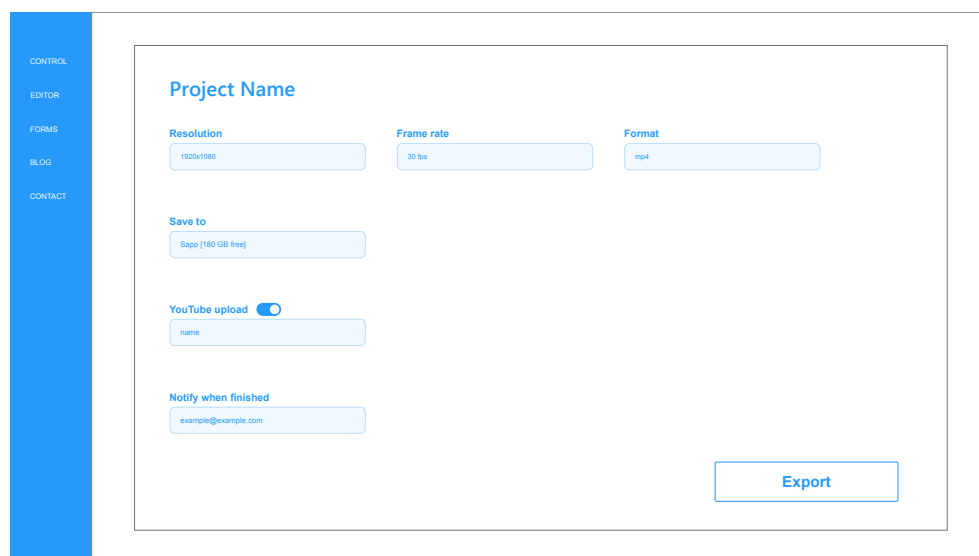 CONTROL
EDITOR
FORMS
BLOG
CONTACT
Project Name
Resolution
Frame rate
Format
1920x1080
30 fps
mp4
Save to
Sapp [180 GB free]
YouTube upload
name
Notify when finished
example@example.com
Export